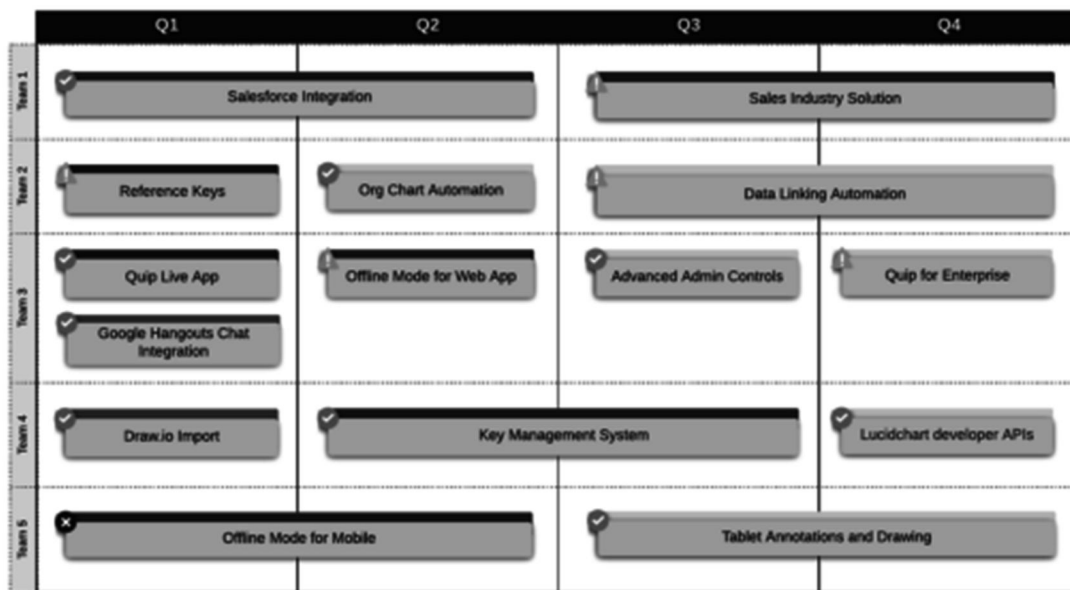 Q1 Q2 Q3 Q4
Team 1
Salesforce Integration
Sales Industry Solution
Team 2
Reference Keys
Org Chart Automation
Data Linking Automation
Team 3
Quip Live App
Offline Mode for Web App
Advanced Admin Controls
Quip for Enterprise
Google Hangouts Chat
Integration
Team 4
Draw.io Import
Key Management System
Lucidchart developer APIs
Team 5
Offline Mode for Mobile
Tablet Annotations and Drawing